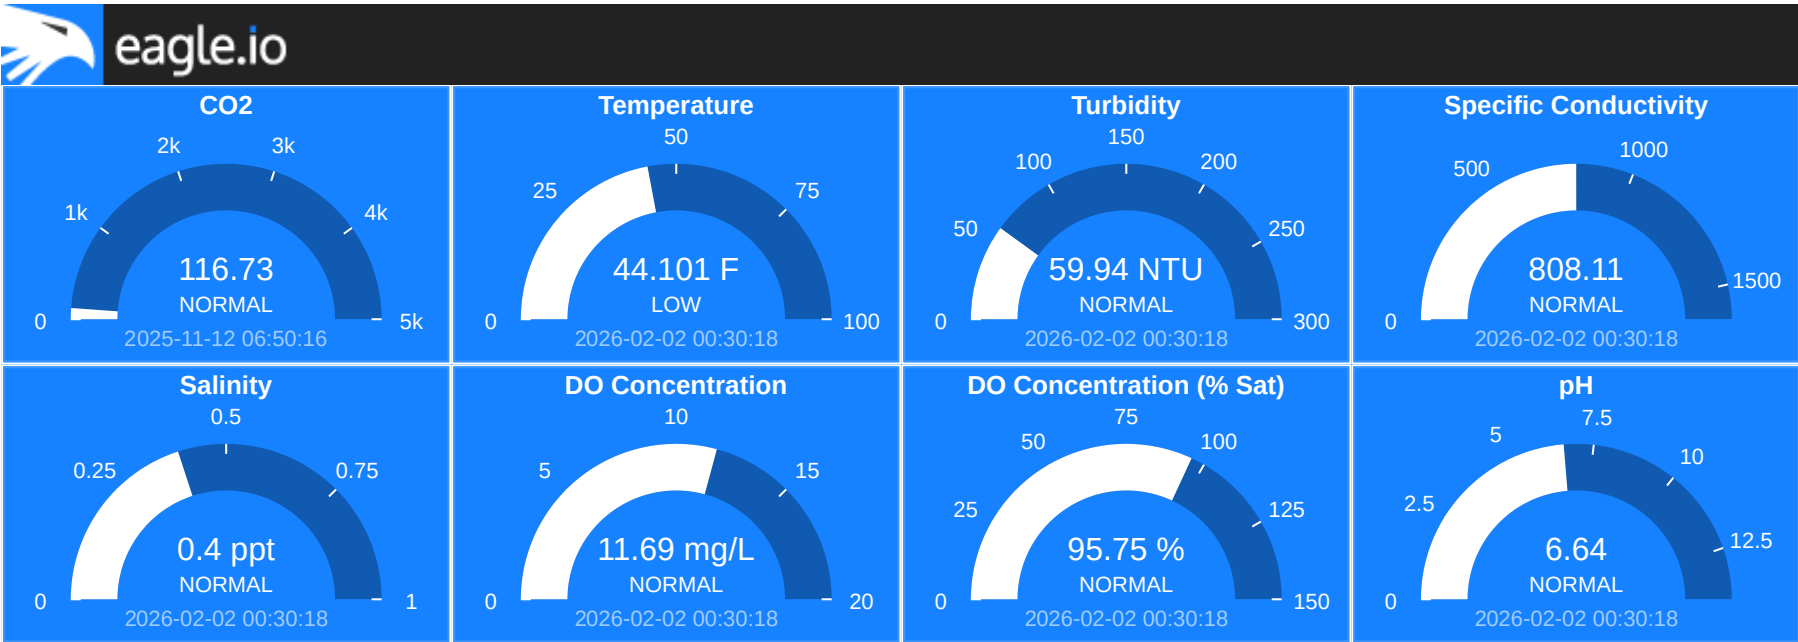 eagle.io
CO2
0
1k
2k
3k
4k
5k
116.73
NORMAL
2025-11-12 06:50:16
Temperature
0
25
50
75
100
44.101 F
LOW
2026-02-02 00:30:18
Turbidity
0
50
100
150
200
250
300
59.94 NTU
NORMAL
2026-02-02 00:30:18
Specific Conductivity
0
500
1000
1500
808.11
NORMAL
2026-02-02 00:30:18
Salinity
0
0.25
0.5
0.75
1
0.4 ppt
NORMAL
2026-02-02 00:30:18
DO Concentration
0
5
10
15
20
11.69 mg/L
NORMAL
2026-02-02 00:30:18
DO Concentration (% Sat)
0
25
50
75
100
125
150
95.75 %
NORMAL
2026-02-02 00:30:18
pH
0
2.5
5
7.5
10
12.5
6.64
NORMAL
2026-02-02 00:30:18